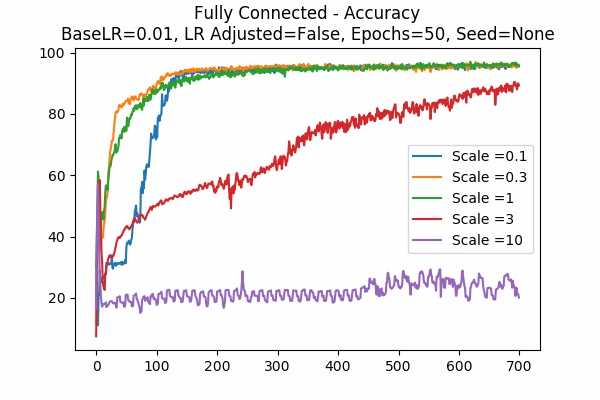 Fully Connected - Accuracy
BaseLR=0.01, LR Adjusted=False, Epochs=50, Seed=None
100
80
60
40
20
Scale =0.1
Scale =0.3
Scale =1
Scale =3
Scale =10
0 100 200 300 400 500 600 700